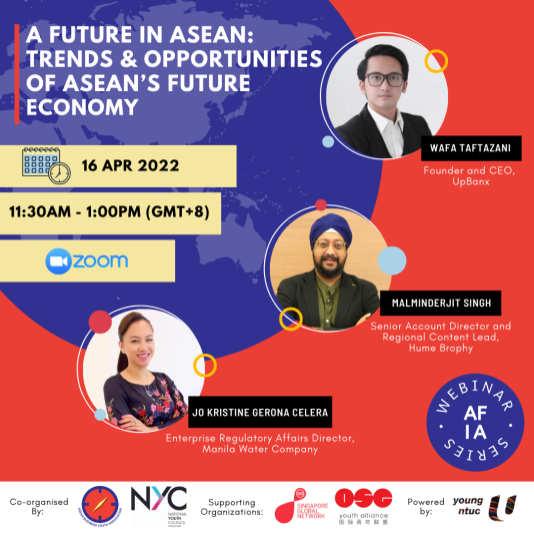 A FUTURE IN ASEAN:
TRENDS & OPPORTUNITIES
OF ASEAN'S FUTURE
ECONOMY
16 APR 2022
11:30AM - 1:00PM (GMT+8)
zoom
WAFA TAFTAZANI
Founder and CEO,
UpBanx
MALMINDERJIT SINGH
Senior Account Director and
Regional Content Lead,
Hume Brophy
JO KRISTINE GERONA CELERA
Enterprise Regulatory Affairs Director,
Manila Water Company
WEBINAR
AF
IA
SERIES
Co-organised
By:
NYC
NATIONAL
YOUTH
COUNCIL
Supporting
Organizations:
SINGAPORE
GLOBAL
NETWORK
OSG
youth alliance
Powered
by:
young
ntuc